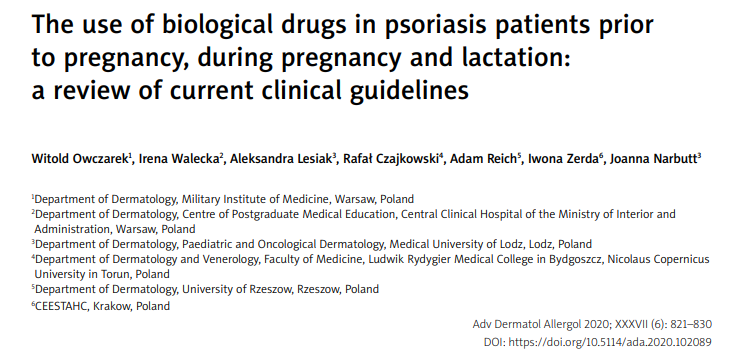 The use of biological drugs in psoriasis patients prior
to pregnancy, during pregnancy and lactation:
a review of current clinical guidelines
Witold Owczarek¹, Irena Walecka², Aleksandra Lesiak³, Rafał Czajkowski⁴, Adam Reich⁵, Iwona Zerda⁶, Joanna Narbutt³
¹Department of Dermatology, Military Institute of Medicine, Warsaw, Poland
²Department of Dermatology, Centre of Postgraduate Medical Education, Central Clinical Hospital of the Ministry of Interior and
Administration, Warsaw, Poland
³Department of Dermatology, Paediatric and Oncological Dermatology, Medical University of Lodz, Lodz, Poland
⁴Department of Dermatology and Venerology, Faculty of Medicine, Ludwik Rydygier Medical College in Bydgoszcz, Nicolaus Copernicus
University in Torun, Poland
⁵Department of Dermatology, University of Rzeszow, Rzeszow, Poland
⁶CEESTAHC, Krakow, Poland
Adv Dermatol Allergol 2020; XXXVII (6): 821–830
DOI: https://doi.org/10.5114/ada.2020.102089